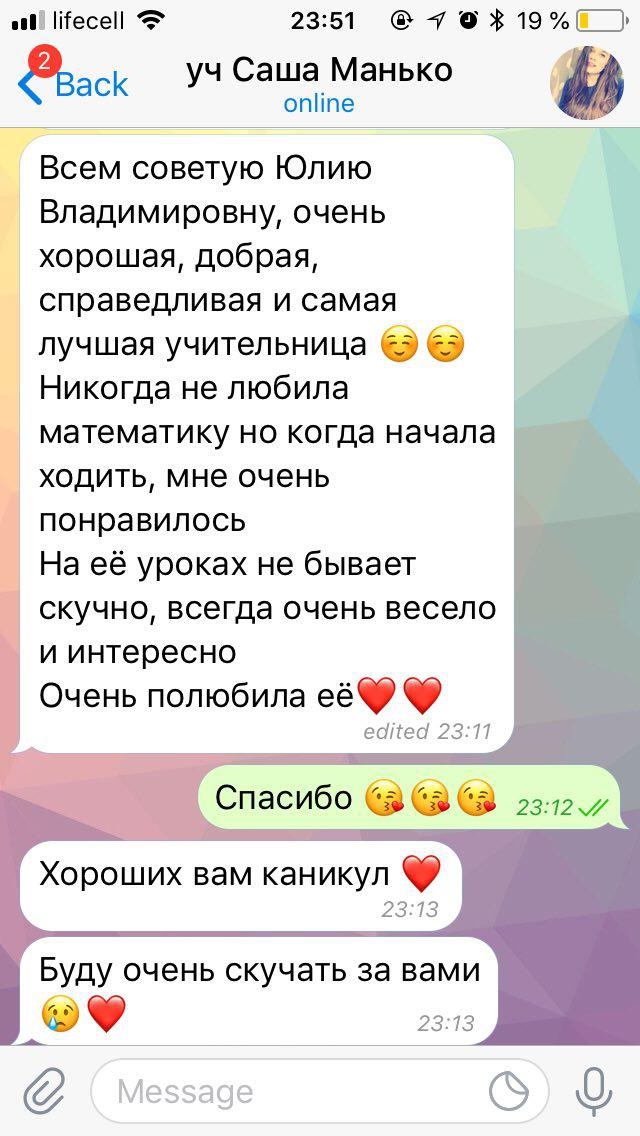 lifecell 23:51 19 %
2
Back
уч Саша Манько
online
Всем советую Юлию
Владимировну, очень
хорошая, добрая,
справедливая и самая
лучшая учительница ☺️☺️
Никогда не любила
математику но когда начала
ходить, мне очень
понравилось
На её уроках не бывает
скучно, всегда очень весело
и интересно
Очень полюбила её❤️❤️
edited 23:11
Спасибо 😘😘😘 23:12
Хороших вам каникул ❤️
23:13
Буду очень скучать за вами
😢❤️ 23:13
Message